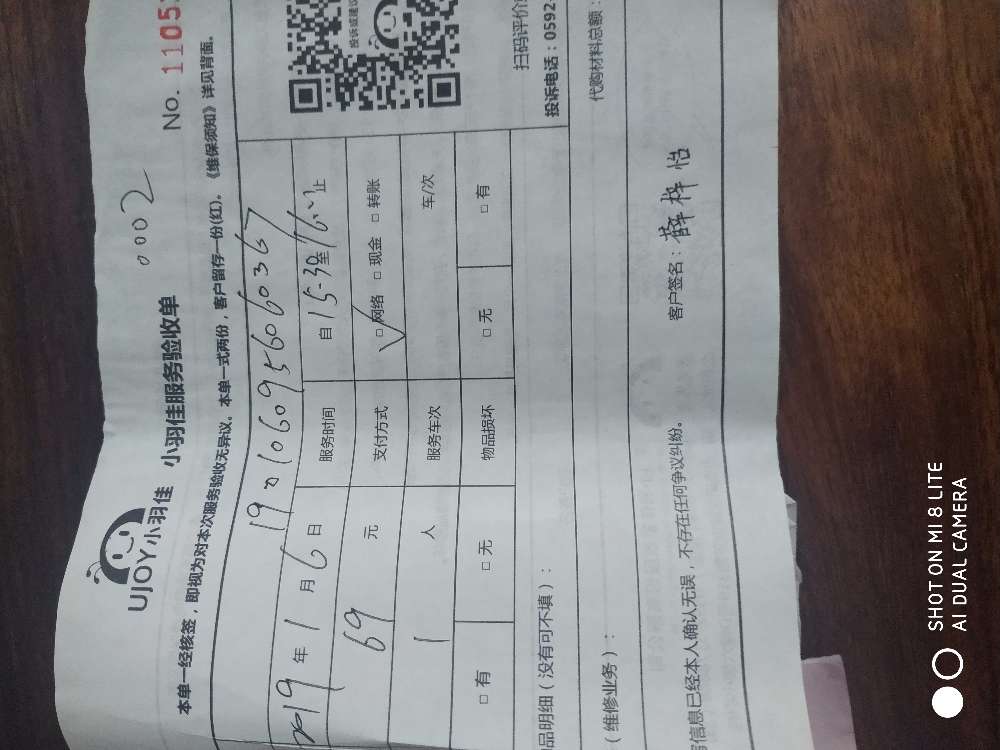 UJOY小羽佳 小羽佳服务验收单
0002
No. 1105
本单一经核签，即视为对本次服务验收无异议。本单一式两份，客户留存一份(红)。《维保须知》详见背面。
1901060956060367
19年1月6日 服务时间 自15:30至16:00止
69元 支付方式 ☑网络 □现金 □转账
1人 服务车次 车/次
□有 □无 物品损坏 □无 □有
投诉或建议
扫码评价
投诉电话：0592-
品明细（没有可不填）：
（维修业务）：
代购材料总额：
信息已经本人确认无误，不存在任何争议纠纷。 客户签名：薛梓怡
SHOT ON MI 8 LITE
AI DUAL CAMERA